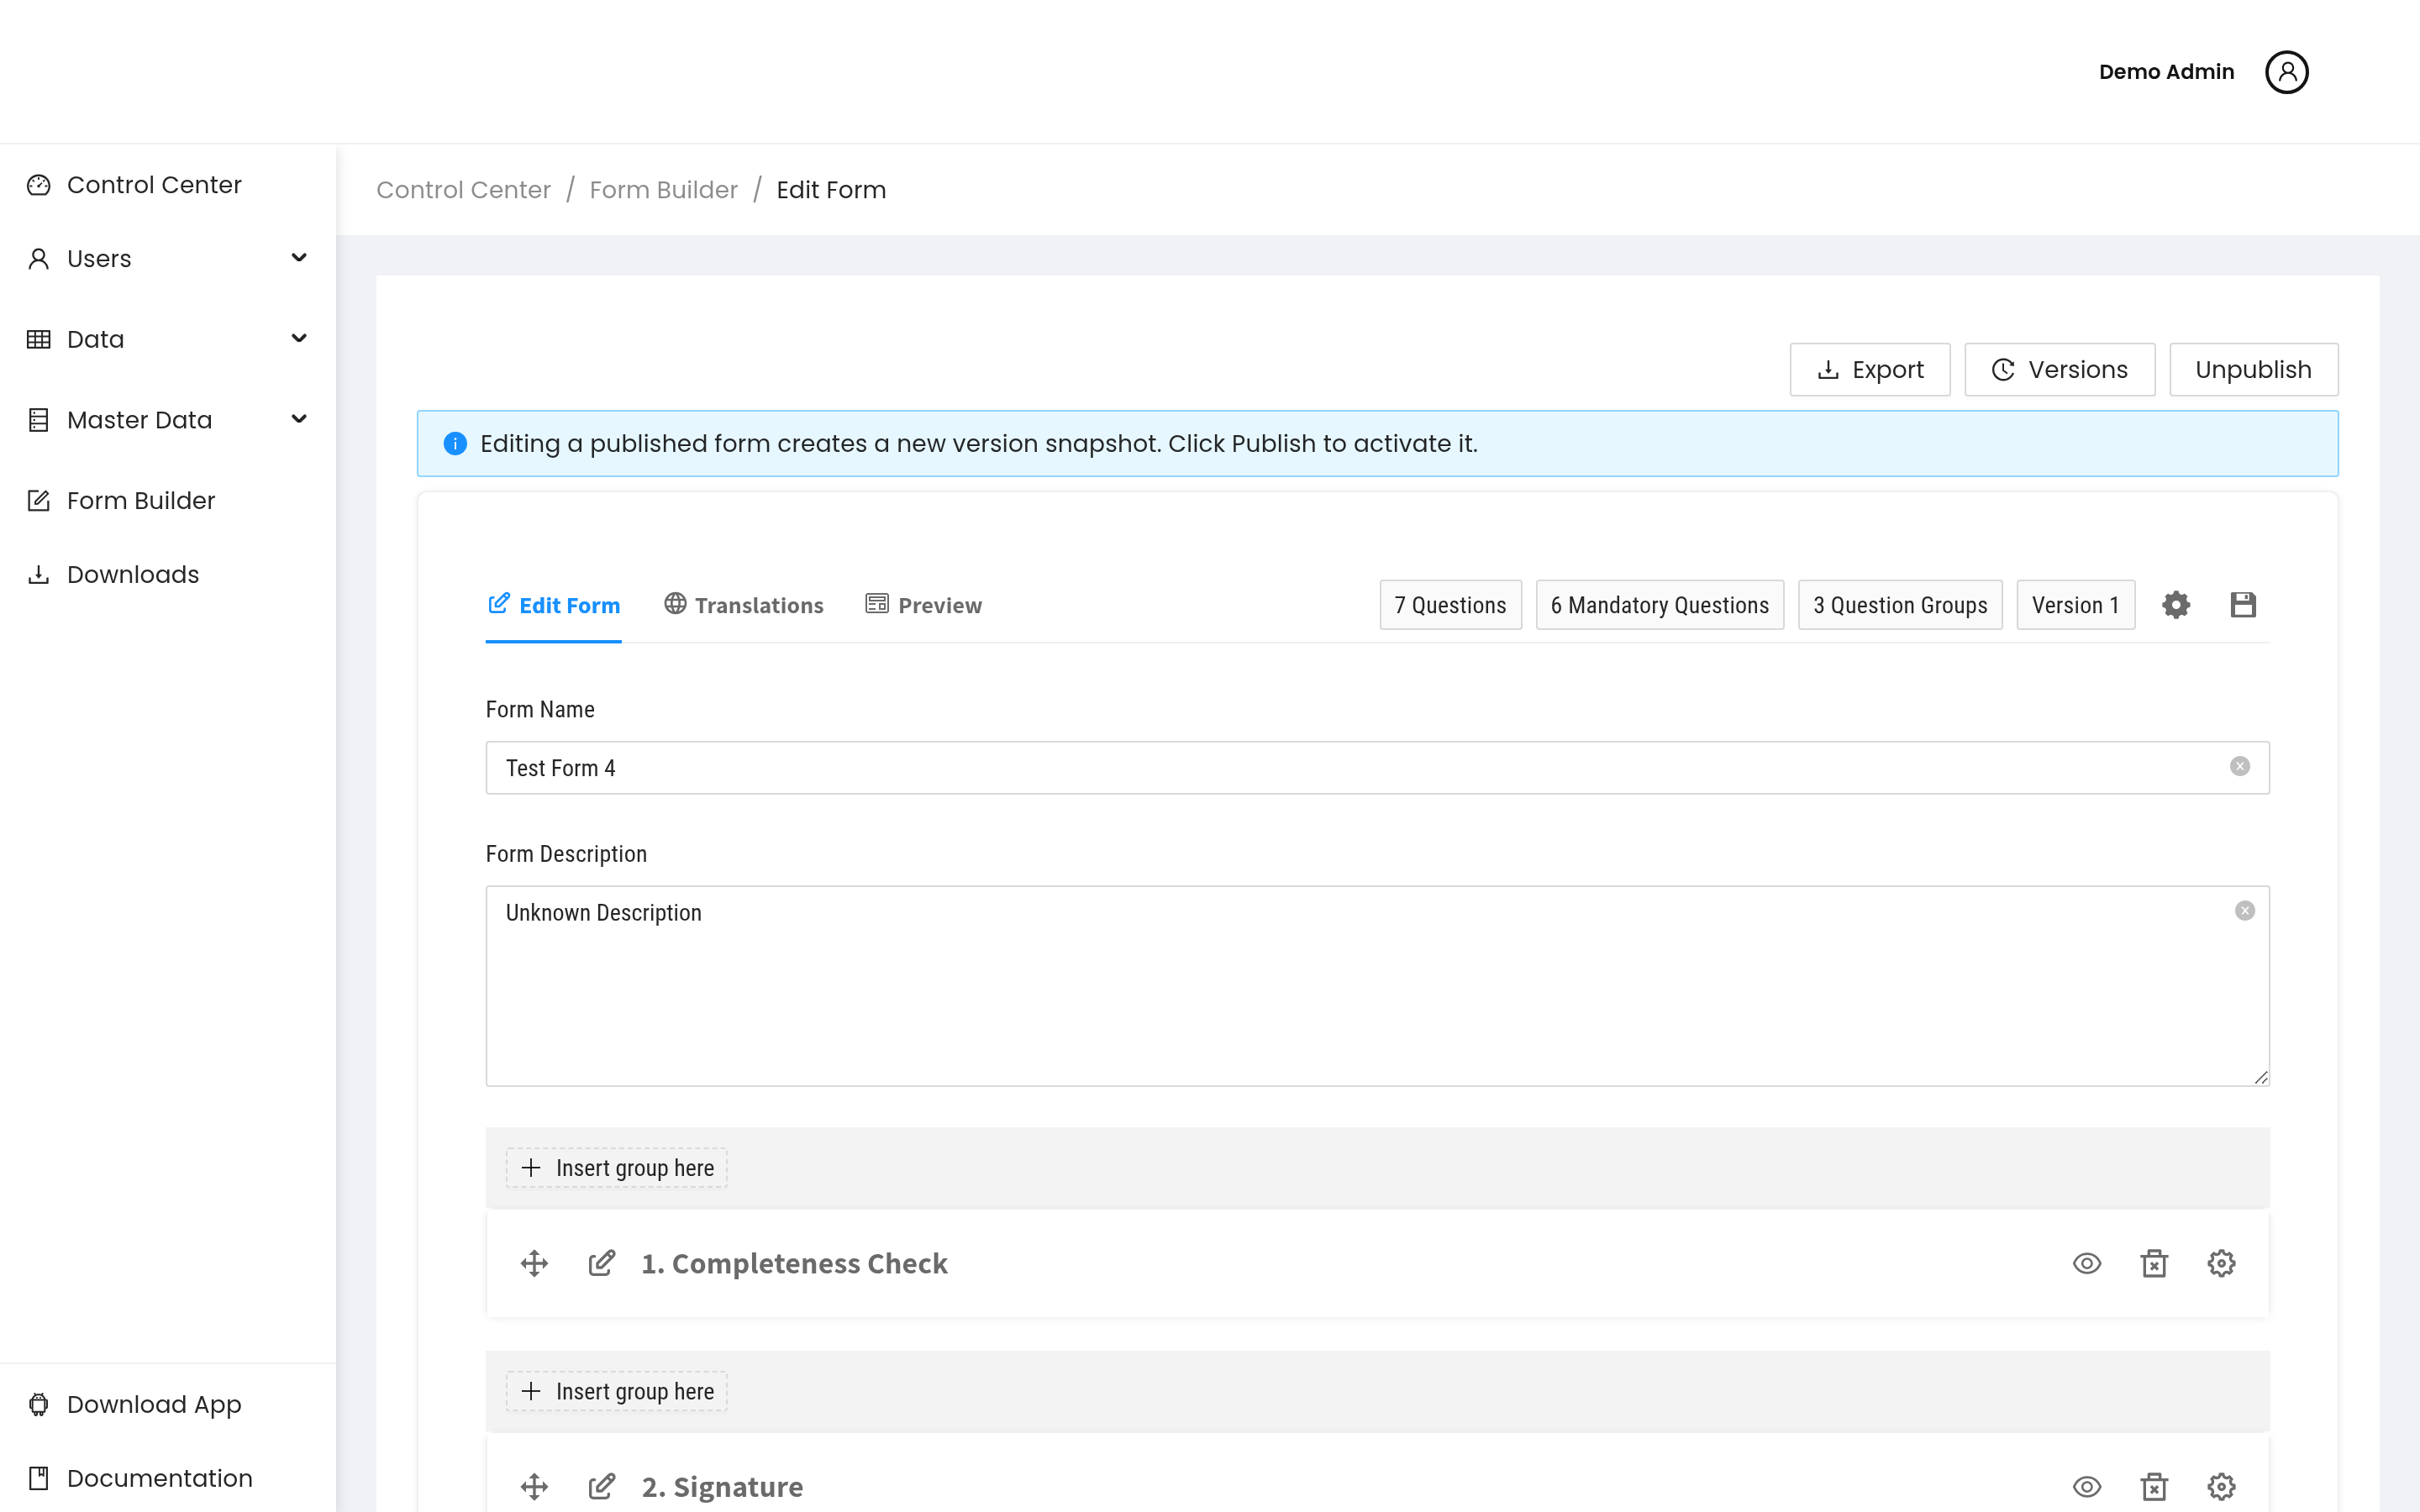 Demo Admin
Control Center
Users
Data
Master Data
Form Builder
Downloads
Download App
Documentation
Control Center / Form Builder / Edit Form
Export
Versions
Unpublish
Editing a published form creates a new version snapshot. Click Publish to activate it.
Edit Form
Translations
Preview
7 Questions
6 Mandatory Questions
3 Question Groups
Version 1
Form Name
Test Form 4
Form Description
Unknown Description
Insert group here
1. Completeness Check
Insert group here
2. Signature